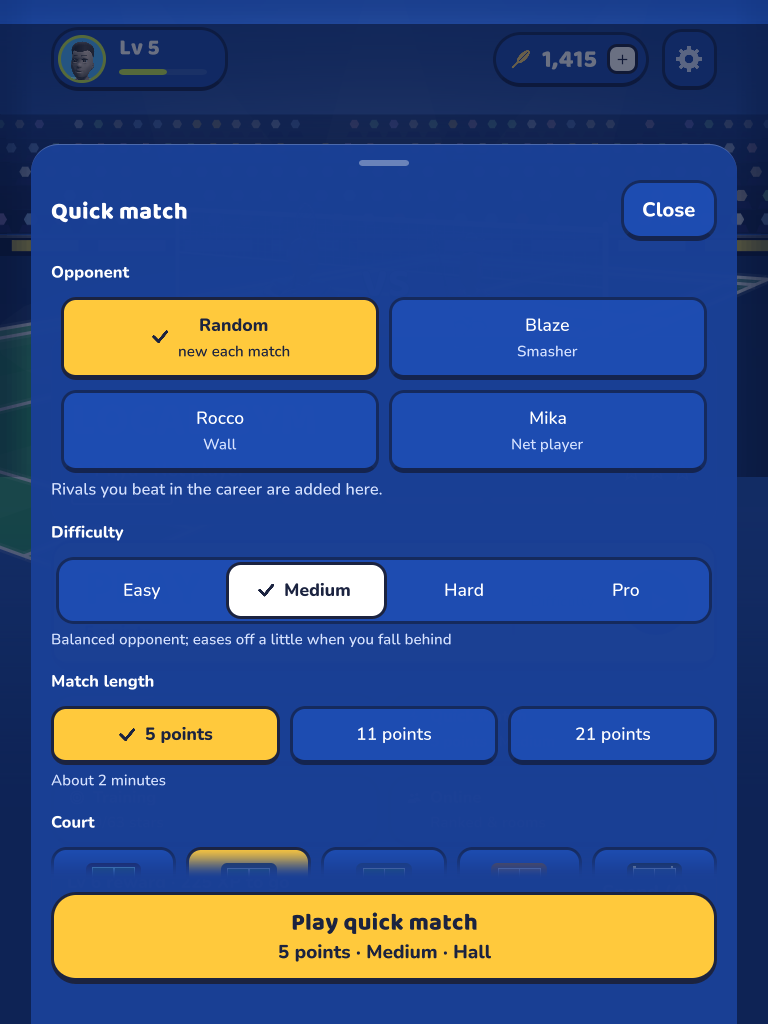 Lv 5
1,415
+
Quick match
Close
Opponent
Random
new each match
Blaze
Smasher
Rocco
Wall
Mika
Net player
Rivals you beat in the career are added here.
Difficulty
Easy
Medium
Hard
Pro
Balanced opponent; eases off a little when you fall behind
Match length
5 points
11 points
21 points
About 2 minutes
Court
Play quick match
5 points · Medium · Hall